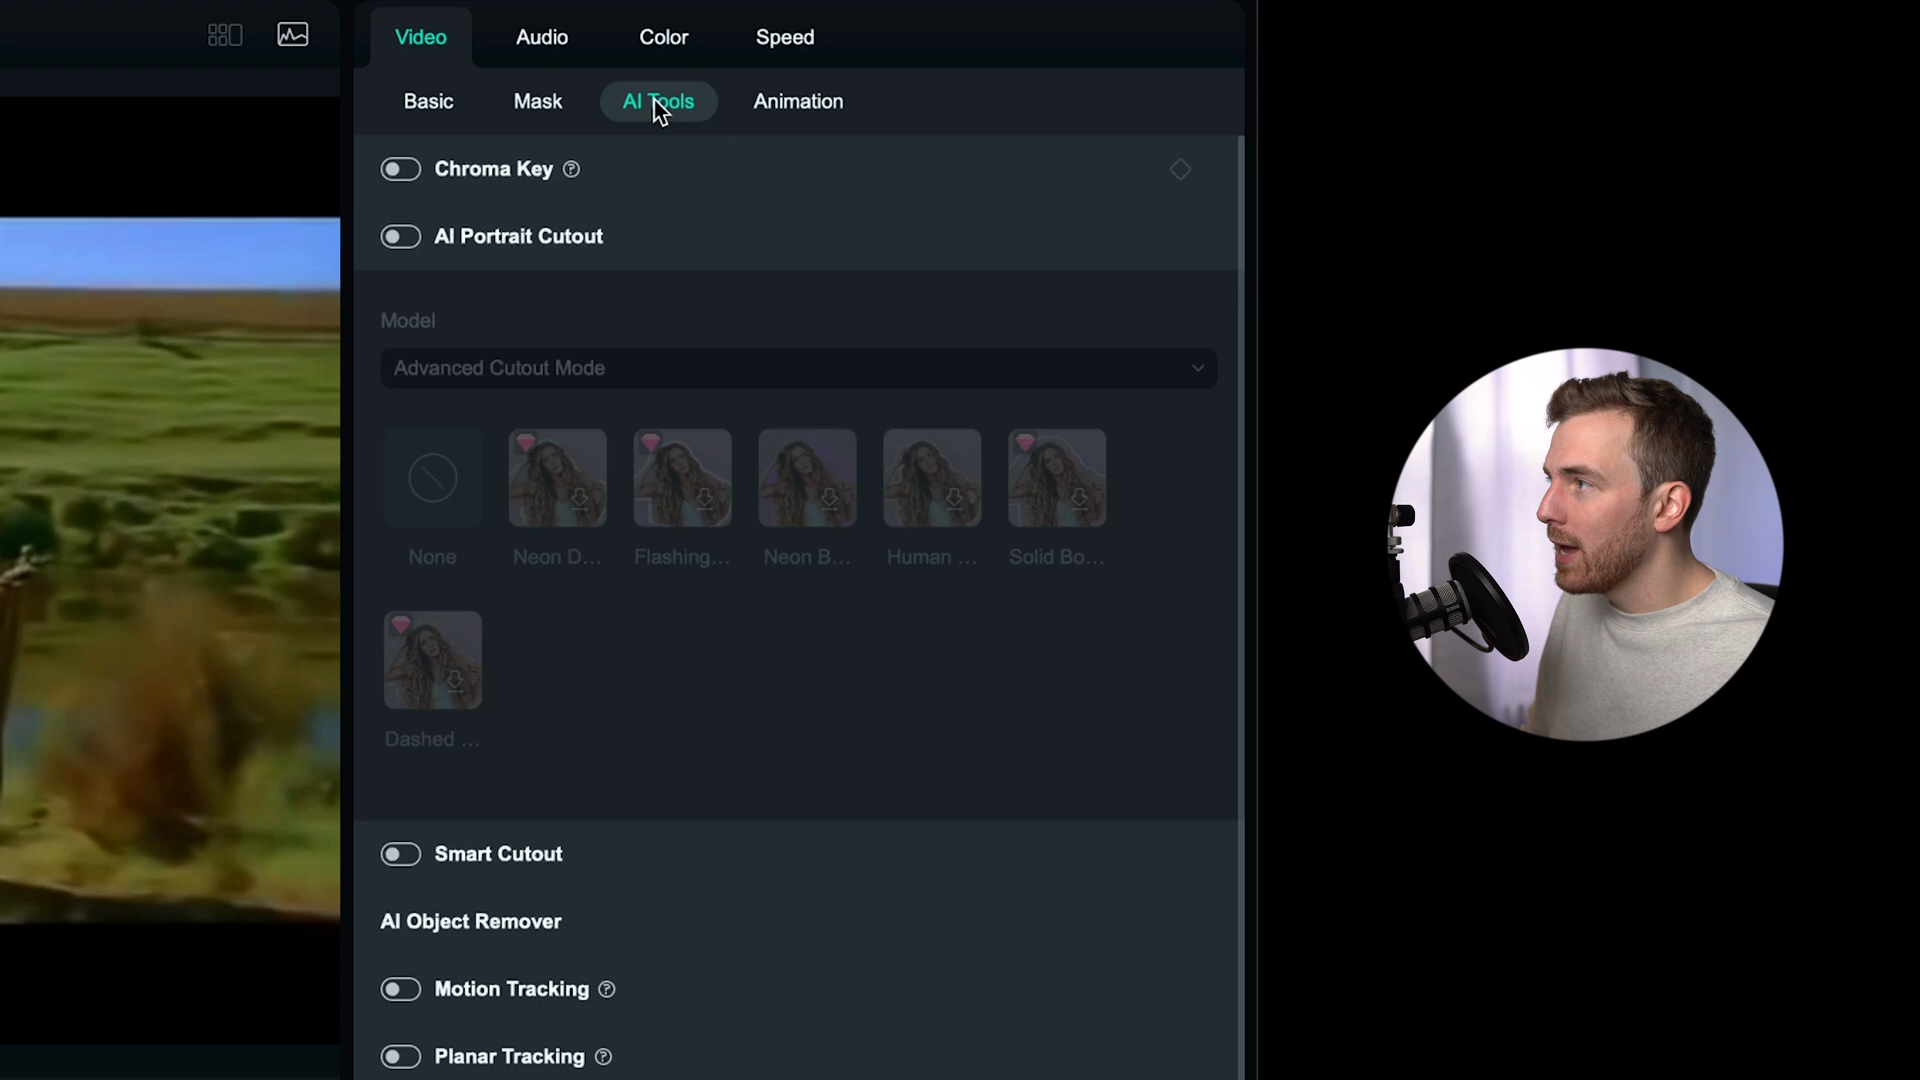 Video Audio Color Speed
Basic Mask AI Tools Animation
Chroma Key ?
AI Portrait Cutout
Model
Advanced Cutout Mode
None Neon D... Flashing... Neon B... Human ... Solid Bo...
Dashed ...
Smart Cutout
AI Object Remover
Motion Tracking ?
Planar Tracking ?